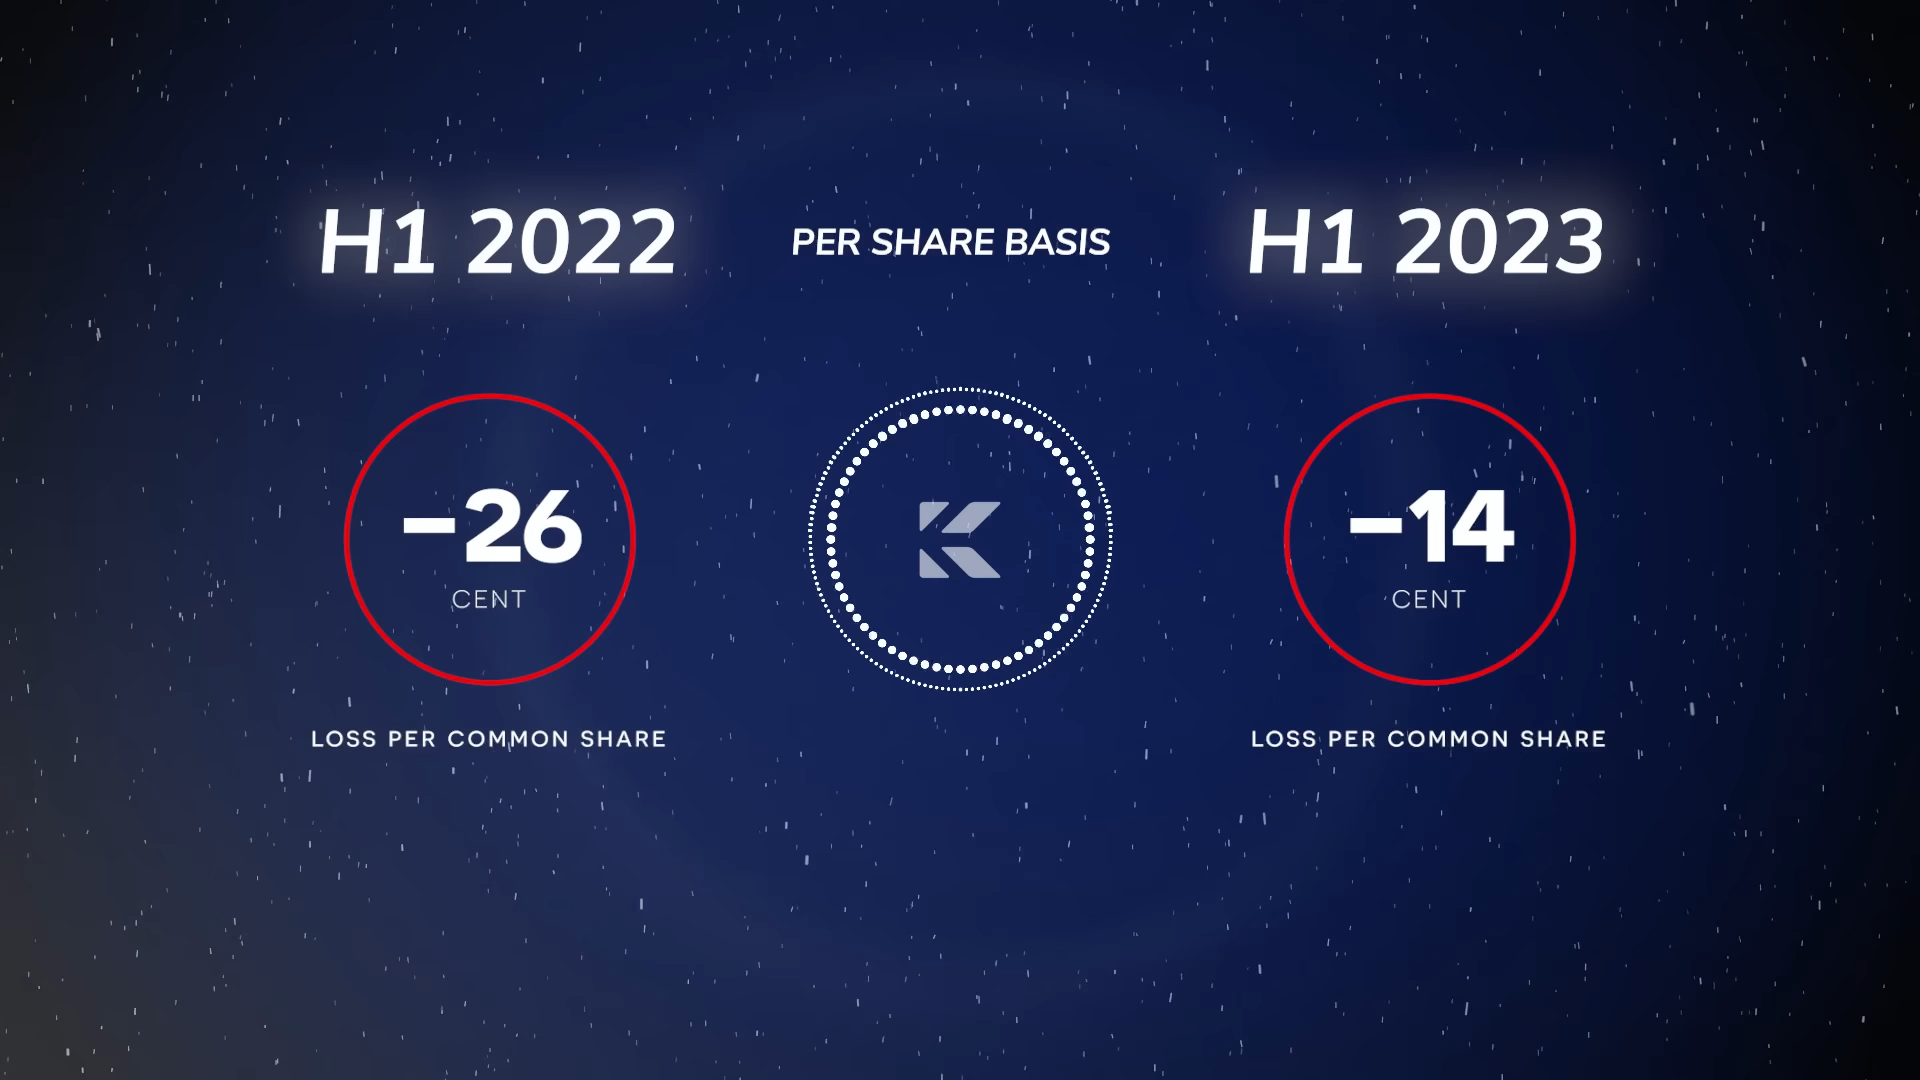 H1 2022
PER SHARE BASIS
H1 2023
-26
CENT
LOSS PER COMMON SHARE
-14
CENT
LOSS PER COMMON SHARE